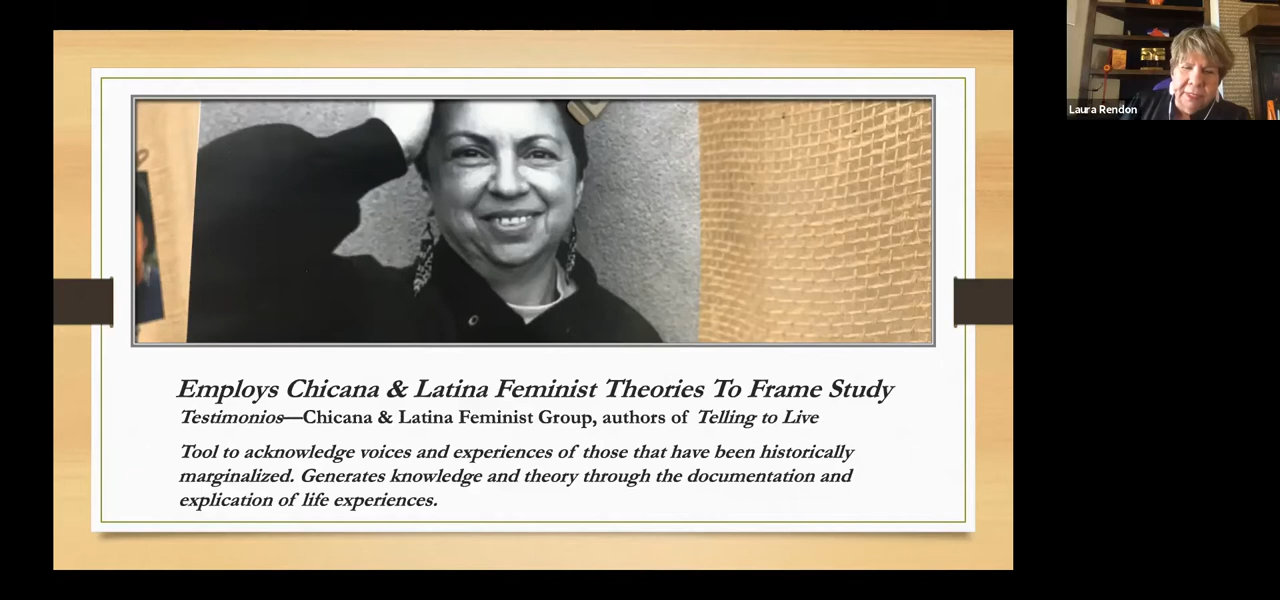 Laura Rendon
Employs Chicana & Latina Feminist Theories To Frame Study
Testimonios—Chicana & Latina Feminist Group, authors of Telling to Live
Tool to acknowledge voices and experiences of those that have been historically
marginalized. Generates knowledge and theory through the documentation and
explication of life experiences.